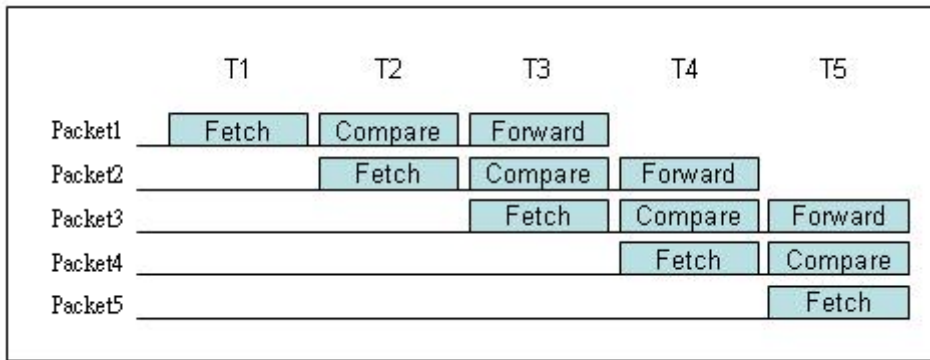 T1 T2 T3 T4 T5
Packet1 Fetch Compare Forward
Packet2 Fetch Compare Forward
Packet3 Fetch Compare Forward
Packet4 Fetch Compare
Packet5 Fetch